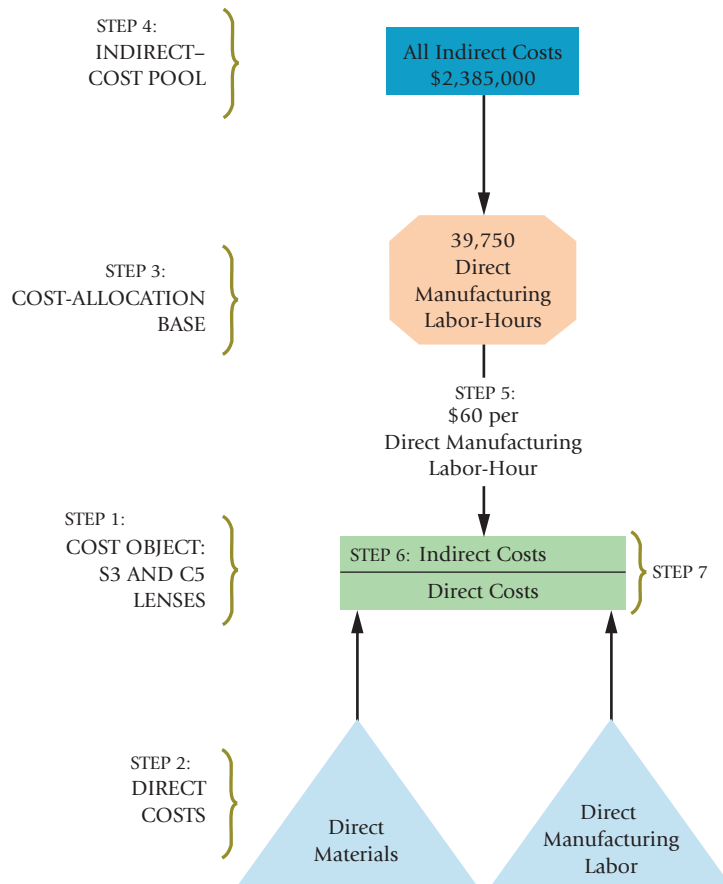 STEP 4:
INDIRECT–
COST POOL
All Indirect Costs
$2,385,000
STEP 3:
COST-ALLOCATION
BASE
39,750
Direct
Manufacturing
Labor-Hours
STEP 5:
$60 per
Direct Manufacturing
Labor-Hour
STEP 1:
COST OBJECT:
S3 AND C5
LENSES
STEP 6: Indirect Costs
Direct Costs
STEP 7
STEP 2:
DIRECT
COSTS
Direct
Materials
Direct
Manufacturing
Labor